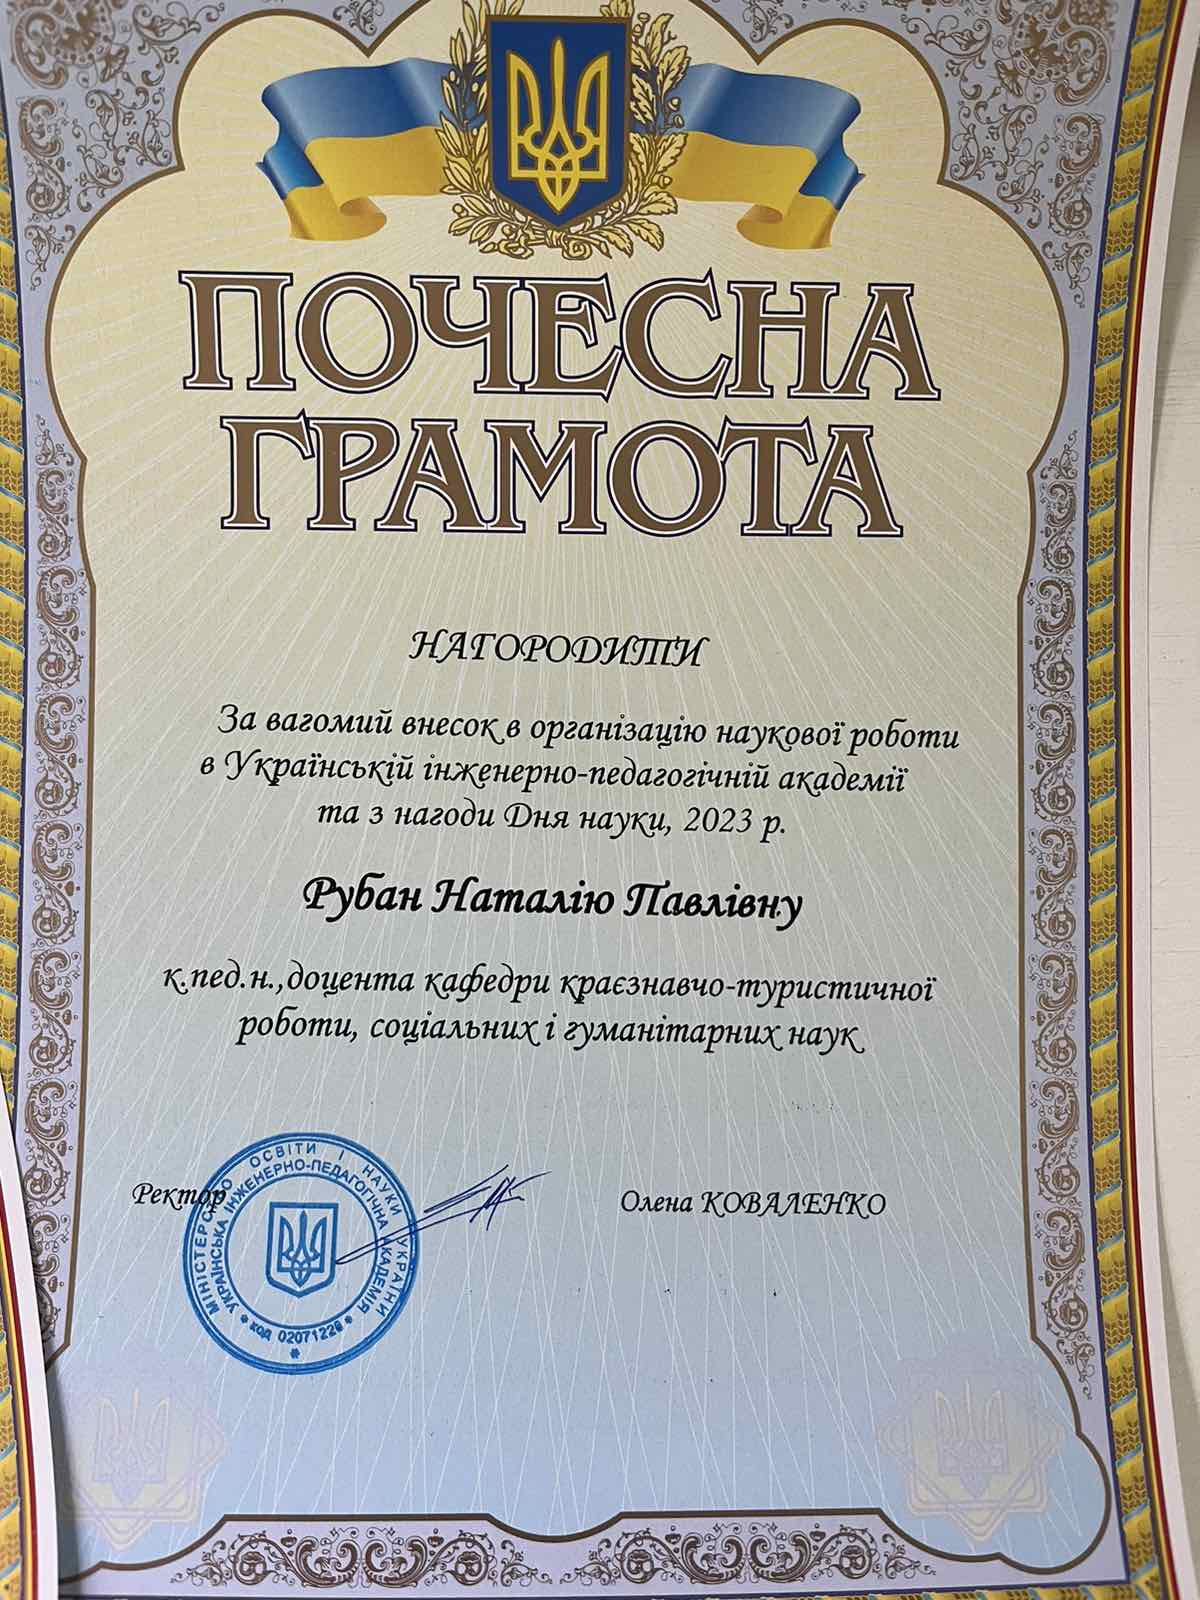 ПОЧЕСНА
ГРАМОТА
НАГОРОДИТИ
За вагомий внесок в організацію наукової роботи
в Українській інженерно-педагогічній академії
та з нагоди Дня науки, 2023 р.
Рубан Наталію Павлівну
к.пед.н.,доцента кафедри краєзнавчо-туристичної
роботи, соціальних і гуманітарних наук
Ректор
Олена КОВАЛЕНКО
МІНІСТЕРСТВО ОСВІТИ І НАУКИ УКРАЇНИ
УКРАЇНСЬКА ІНЖЕНЕРНО-ПЕДАГОГІЧНА АКАДЕМІЯ
* код 02071228 *